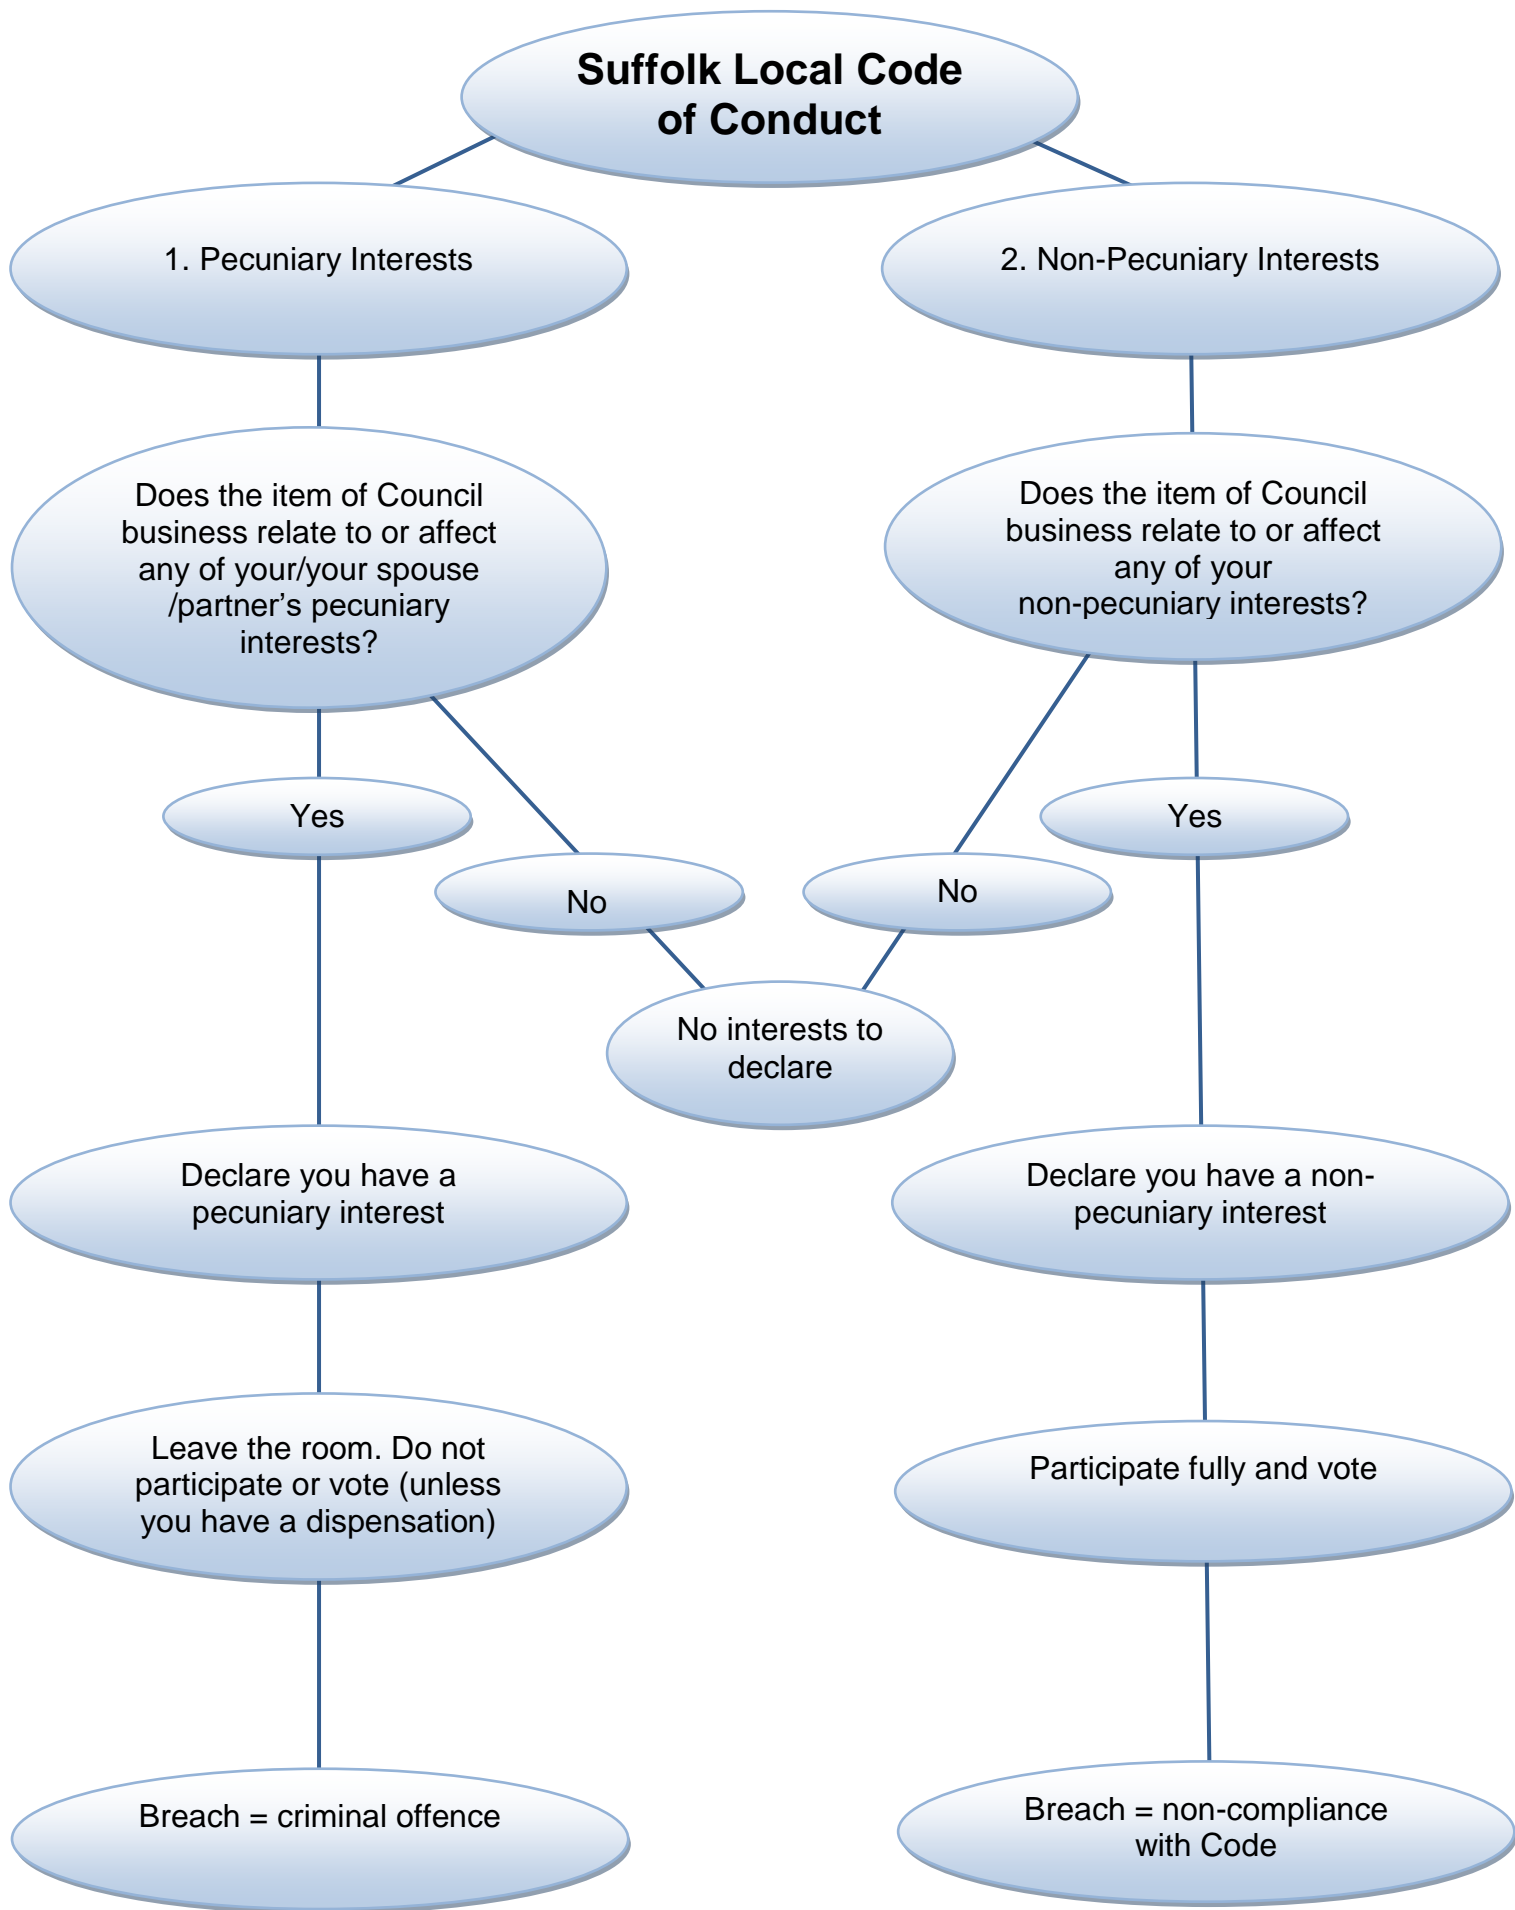 Suffolk Local Code
of Conduct
1. Pecuniary Interests
2. Non-Pecuniary Interests
Does the item of Council
business relate to or affect
any of your/your spouse
/partner’s pecuniary
interests?
Does the item of Council
business relate to or affect
any of your
non-pecuniary interests?
Yes
Yes
No
No
No interests to
declare
Declare you have a
pecuniary interest
Declare you have a non-
pecuniary interest
Leave the room. Do not
participate or vote (unless
you have a dispensation)
Participate fully and vote
Breach = criminal offence
Breach = non-compliance
with Code